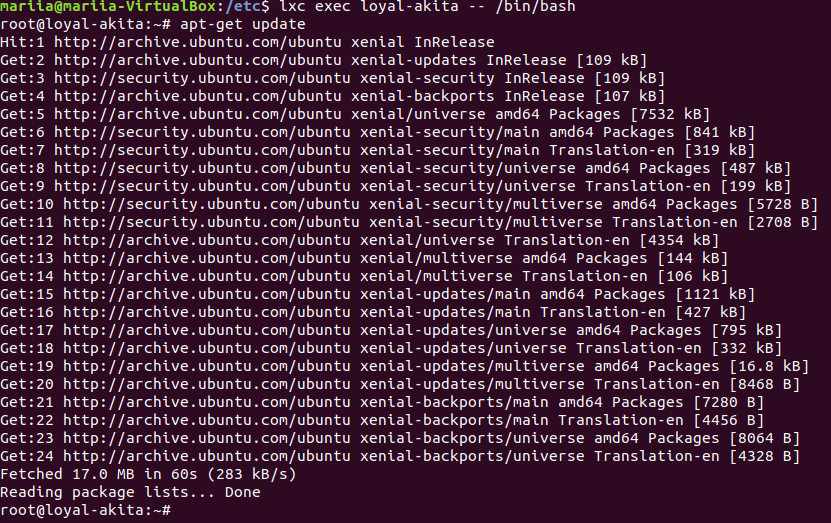 mariia@mariia-VirtualBox:/etc$ lxc exec loyal-akita -- /bin/bash
root@loyal-akita:~# apt-get update
Hit:1 http://archive.ubuntu.com/ubuntu xenial InRelease
Get:2 http://archive.ubuntu.com/ubuntu xenial-updates InRelease [109 kB]
Get:3 http://security.ubuntu.com/ubuntu xenial-security InRelease [109 kB]
Get:4 http://archive.ubuntu.com/ubuntu xenial-backports InRelease [107 kB]
Get:5 http://archive.ubuntu.com/ubuntu xenial/universe amd64 Packages [7532 kB]
Get:6 http://security.ubuntu.com/ubuntu xenial-security/main amd64 Packages [841 kB]
Get:7 http://security.ubuntu.com/ubuntu xenial-security/main Translation-en [319 kB]
Get:8 http://security.ubuntu.com/ubuntu xenial-security/universe amd64 Packages [487 kB]
Get:9 http://security.ubuntu.com/ubuntu xenial-security/universe Translation-en [199 kB]
Get:10 http://security.ubuntu.com/ubuntu xenial-security/multiverse amd64 Packages [5728 B]
Get:11 http://security.ubuntu.com/ubuntu xenial-security/multiverse Translation-en [2708 B]
Get:12 http://archive.ubuntu.com/ubuntu xenial/universe Translation-en [4354 kB]
Get:13 http://archive.ubuntu.com/ubuntu xenial/multiverse amd64 Packages [144 kB]
Get:14 http://archive.ubuntu.com/ubuntu xenial/multiverse Translation-en [106 kB]
Get:15 http://archive.ubuntu.com/ubuntu xenial-updates/main amd64 Packages [1121 kB]
Get:16 http://archive.ubuntu.com/ubuntu xenial-updates/main Translation-en [427 kB]
Get:17 http://archive.ubuntu.com/ubuntu xenial-updates/universe amd64 Packages [795 kB]
Get:18 http://archive.ubuntu.com/ubuntu xenial-updates/universe Translation-en [332 kB]
Get:19 http://archive.ubuntu.com/ubuntu xenial-updates/multiverse amd64 Packages [16.8 kB]
Get:20 http://archive.ubuntu.com/ubuntu xenial-updates/multiverse Translation-en [8468 B]
Get:21 http://archive.ubuntu.com/ubuntu xenial-backports/main amd64 Packages [7280 B]
Get:22 http://archive.ubuntu.com/ubuntu xenial-backports/main Translation-en [4456 B]
Get:23 http://archive.ubuntu.com/ubuntu xenial-backports/universe amd64 Packages [8064 B]
Get:24 http://archive.ubuntu.com/ubuntu xenial-backports/universe Translation-en [4328 B]
Fetched 17.0 MB in 60s (283 kB/s)
Reading package lists... Done
root@loyal-akita:~#